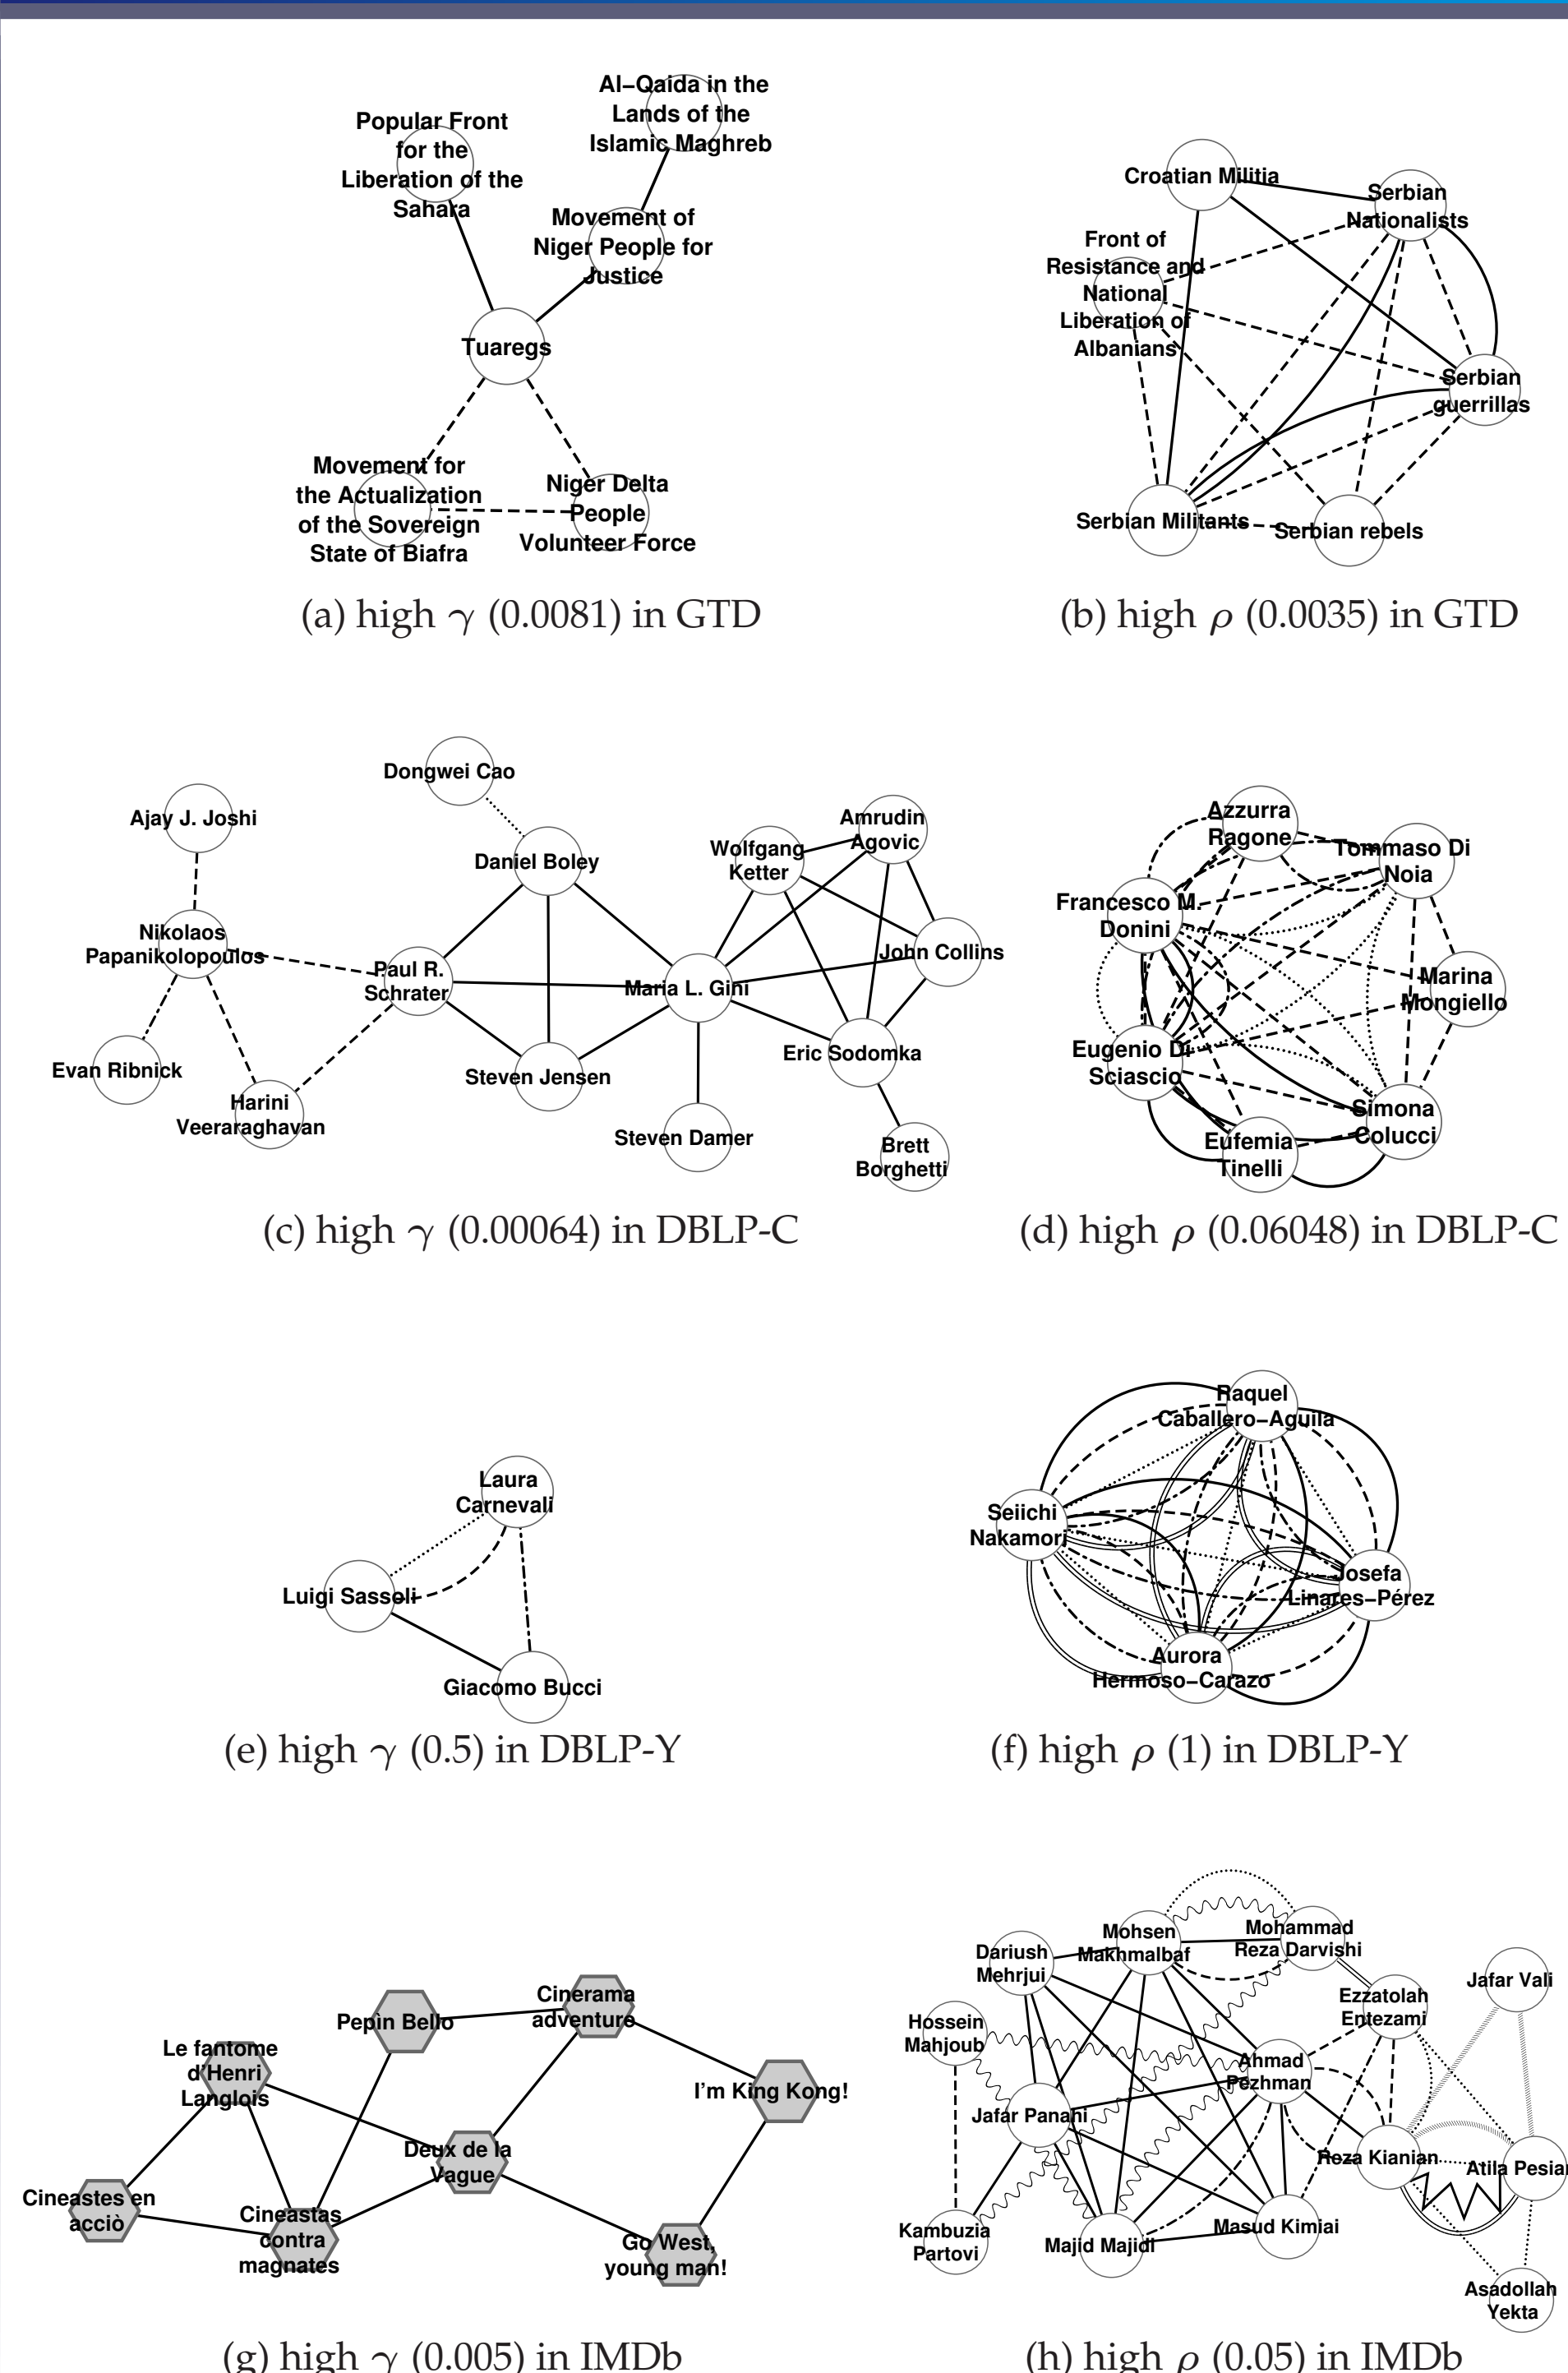 Popular Front
for the
Liberation of the
Sahara
Al–Qaida in the
Lands of the
Islamic Maghreb
Movement of
Niger People for
Justice
Tuaregs
Movement for
the Actualization
of the Sovereign
State of Biafra
Niger Delta
People
Volunteer Force
(a) high γ (0.0081) in GTD
Croatian Militia
Serbian
Nationalists
Front of
Resistance and
National
Liberation of
Albanians
Serbian
guerrillas
Serbian Militants
Serbian rebels
(b) high ρ (0.0035) in GTD
Dongwei Cao
Ajay J. Joshi
Daniel Boley
Wolfgang
Ketter
Amrudin
Agovic
Nikolaos
Papanikolopoulos
Paul R.
Schrater
Maria L. Gini
John Collins
Evan Ribnick
Harini
Veeraraghavan
Steven Jensen
Eric Sodomka
Steven Damer
Brett
Borghetti
(c) high γ (0.00064) in DBLP-C
Azzurra
Ragone
Tommaso Di
Noia
Francesco M.
Donini
Marina
Mongiello
Eugenio Di
Sciascio
Simona
Colucci
Eufemia
Tinelli
(d) high ρ (0.06048) in DBLP-C
Laura
Carnevali
Luigi Sassoli
Giacomo Bucci
(e) high γ (0.5) in DBLP-Y
Raquel
Caballero–Aguila
Seiichi
Nakamori
Josefa
Linares–Pérez
Aurora
Hermoso–Carazo
(f) high ρ (1) in DBLP-Y
Cinerama
adventure
Pepìn Bello
Le fantome
d'Henri
Langlois
I'm King Kong!
Deux de la
Vague
Cineastes en
acciò
Cineastas
contra
magnates
Go West,
young man!
(g) high γ (0.005) in IMDb
Mohsen
Makhmalbaf
Mohammad
Reza Darvishi
Dariush
Mehrjui
Jafar Vali
Ezzatolah
Entezami
Hossein
Mahjoub
Ahmad
Pezhman
Jafar Panahi
Reza Kianian
Atila Pesian
Kambuzia
Partovi
Majid Majidi
Masud Kimiai
Asadollah
Yekta
(h) high ρ (0.05) in IMDb